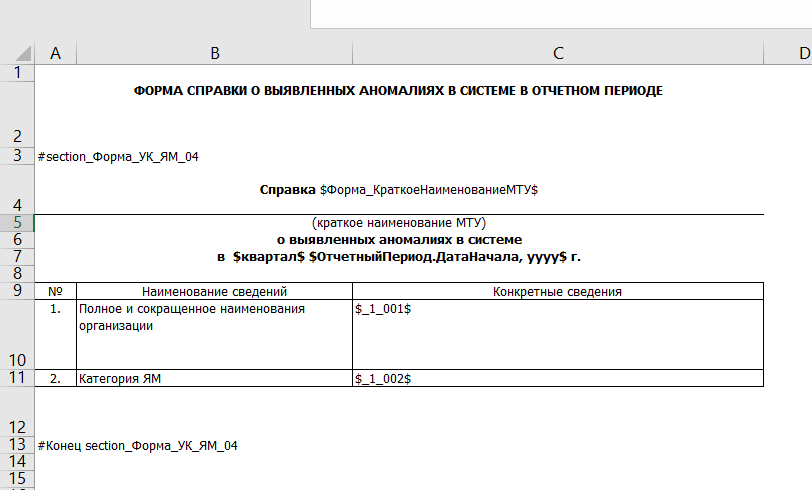 A B C D
1
ФОРМА СПРАВКИ О ВЫЯВЛЕННЫХ АНОМАЛИЯХ В СИСТЕМЕ В ОТЧЕТНОМ ПЕРИОДЕ
2
3 #section_Форма_УК_ЯМ_04
4 Справка $Форма_КраткоеНаименованиеМТУ$
5 (краткое наименование МТУ)
6 о выявленных аномалиях в системе
7 в $квартал$ $ОтчетныйПериод.ДатаНачала, yyyy$ г.
8
9 № Наименование сведений Конкретные сведения
1. Полное и сокращенное наименования $_1_001$
организации
10
11 2. Категория ЯМ $_1_002$
12
13 #Конец section_Форма_УК_ЯМ_04
14
15